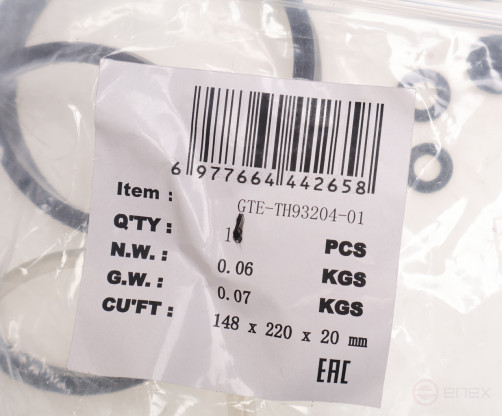 6 977664 442658
Item : GTE-TH93204-01
Q'TY : 1 PCS
N.W. : 0.06 KGS
G.W. : 0.07 KGS
CU'FT : 148 x 220 x 20 mm
EAC
enex